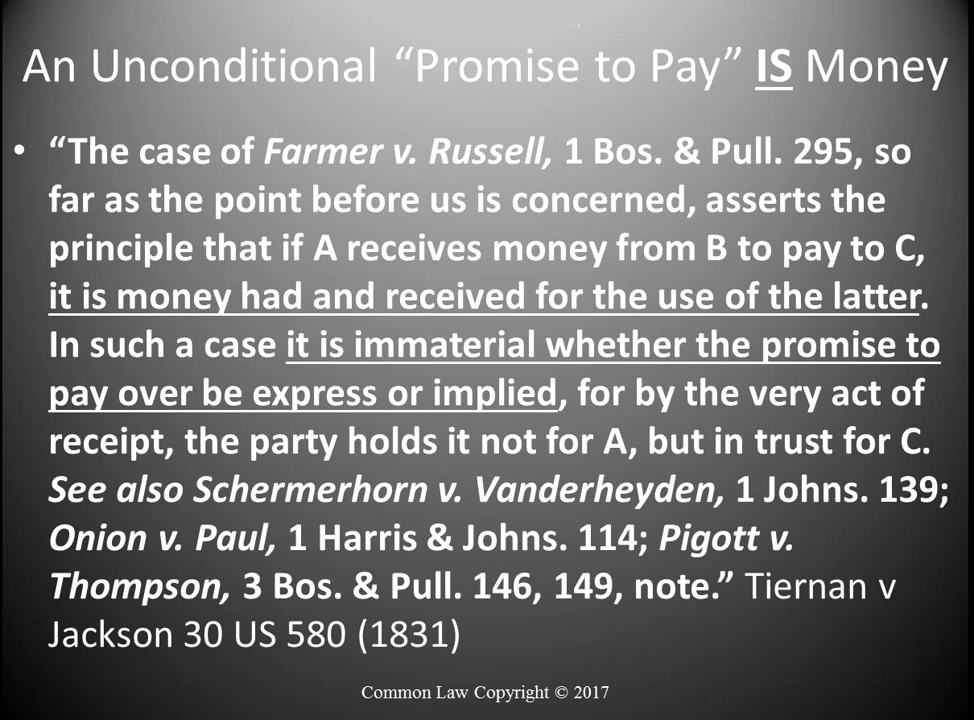 An Unconditional “Promise to Pay” IS Money
• “The case of Farmer v. Russell, 1 Bos. & Pull. 295, so
far as the point before us is concerned, asserts the
principle that if A receives money from B to pay to C,
it is money had and received for the use of the latter.
In such a case it is immaterial whether the promise to
pay over be express or implied, for by the very act of
receipt, the party holds it not for A, but in trust for C.
See also Schermerhorn v. Vanderheyden, 1 Johns. 139;
Onion v. Paul, 1 Harris & Johns. 114; Pigott v.
Thompson, 3 Bos. & Pull. 146, 149, note.” Tiernan v
Jackson 30 US 580 (1831)
Common Law Copyright © 2017